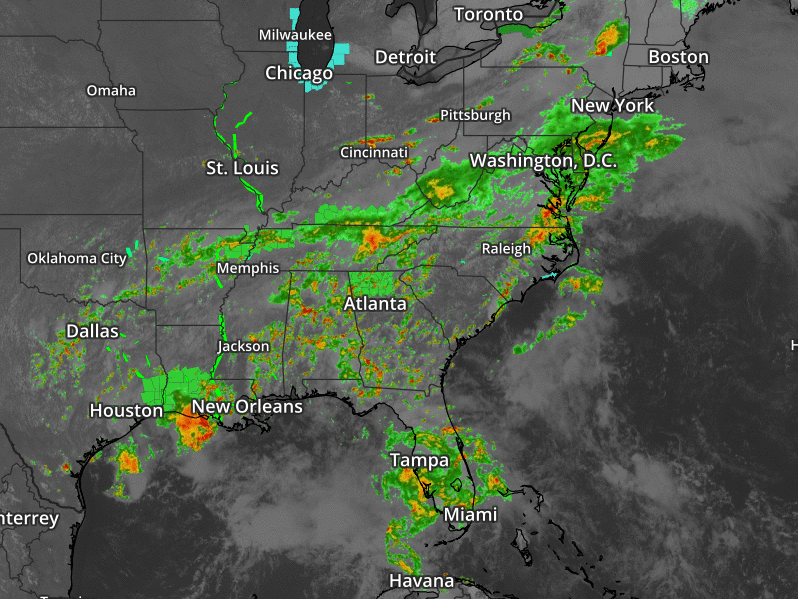 Toronto
Milwaukee
Detroit
Boston
Chicago
Omaha
New York
Pittsburgh
Cincinnati
Washington, D.C.
St. Louis
Raleigh
Oklahoma City
Memphis
Atlanta
Dallas
Jackson
H
Houston
New Orleans
Tampa
Miami
nterrey
Havana